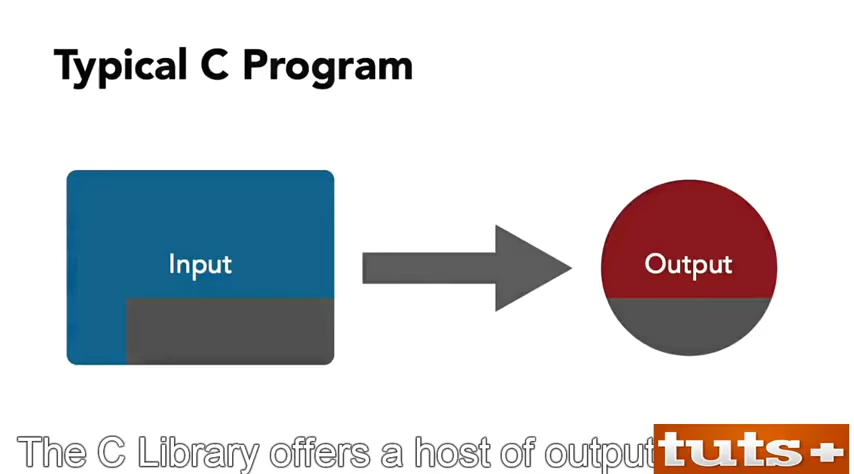 Typical C Program
Input
Output
The C Library offers a host of output
tuts+